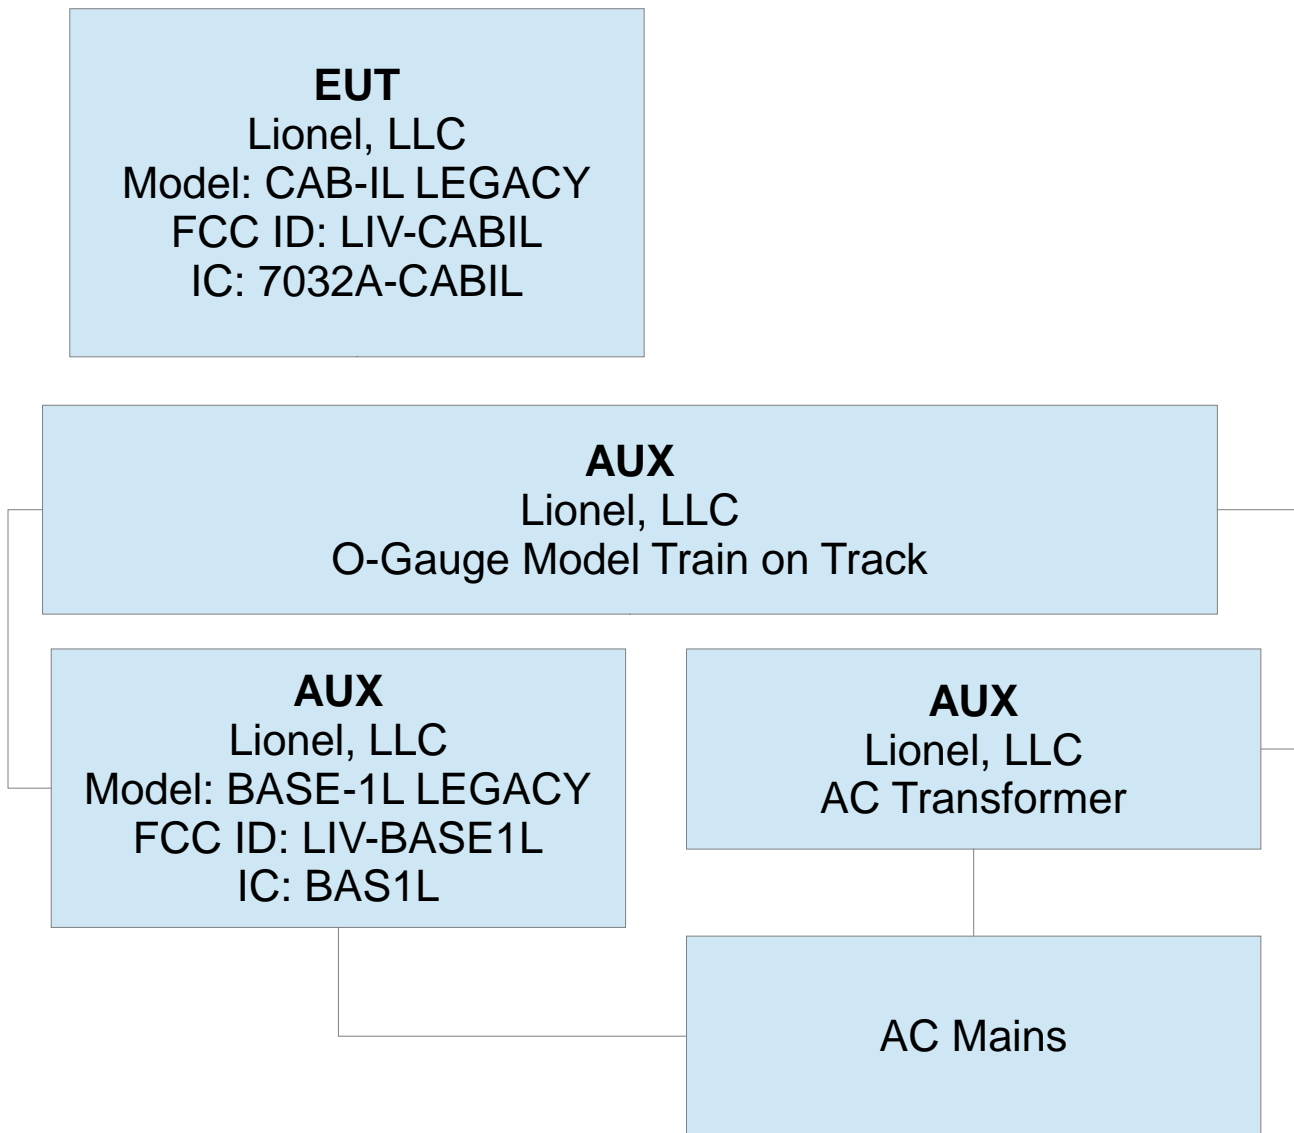 EUT
Lionel, LLC
Model: CAB-IL LEGACY
FCC ID: LIV-CABIL
IC: 7032A-CABIL
AUX
Lionel, LLC
O-Gauge Model Train on Track
AUX
Lionel, LLC
Model: BASE-1L LEGACY
FCC ID: LIV-BASE1L
IC: BAS1L
AUX
Lionel, LLC
AC Transformer
AC Mains